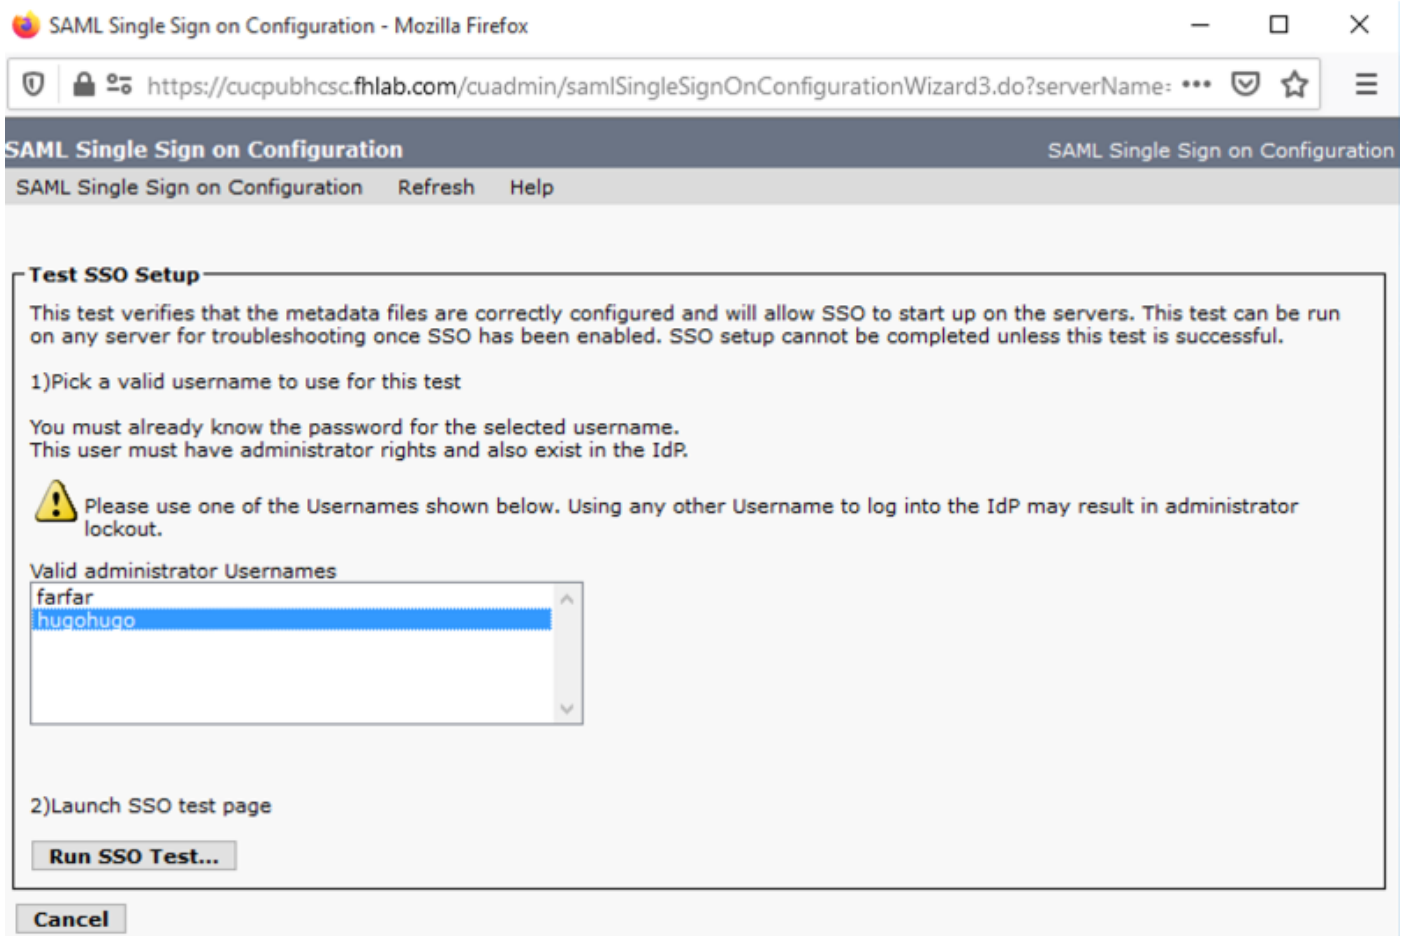 SAML Single Sign on Configuration - Mozilla Firefox
https://cucpubhcsc.fhlab.com/cuadmin/samlSingleSignOnConfigurationWizard3.do?serverName=
SAML Single Sign on Configuration SAML Single Sign on Configuration
SAML Single Sign on Configuration Refresh Help
Test SSO Setup
This test verifies that the metadata files are correctly configured and will allow SSO to start up on the servers. This test can be run
on any server for troubleshooting once SSO has been enabled. SSO setup cannot be completed unless this test is successful.
1)Pick a valid username to use for this test
You must already know the password for the selected username.
This user must have administrator rights and also exist in the IdP.
Please use one of the Usernames shown below. Using any other Username to log into the IdP may result in administrator
lockout.
Valid administrator Usernames
farfar
hugohugo
2)Launch SSO test page
Run SSO Test...
Cancel